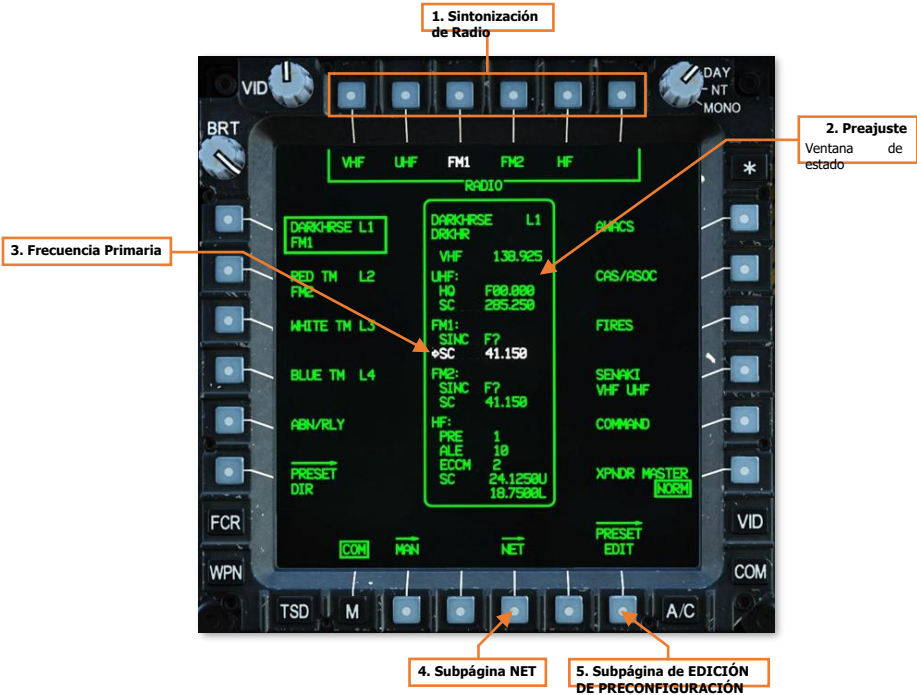 1. Sintonización
de Radio
VID
DAY
NT
MONO
BRT
2. Preajuste
Ventana de
estado
VHF UHF FM1 FM2 HF
RADIO
*
DARKHRSE L1
FM1
DARKHRSE L1
DRKHR
AWACS
VHF 138.925
3. Frecuencia Primaria
RED TM L2
FM2
UHF:
HQ F00.000
SC 285.250
CAS/ASOC
WHITE TM L3
FM1:
SINC F?
SC 41.150
FIRES
BLUE TM L4
FM2:
SINC F?
SC 41.150
SENAKI
VHF UHF
ABN/RLY
HF:
PRE 1
ALE 10
ECCM 2
SC 24.1250U
18.7500L
COMMAND
PRESET
DIR
XPNDR MASTER
NORM
FCR
VID
COM
MAN
NET
PRESET
EDIT
WPN
COM
TSD
M
A/C
4. Subpágina NET
5. Subpágina de EDICIÓN
DE PRECONFIGURACIÓN